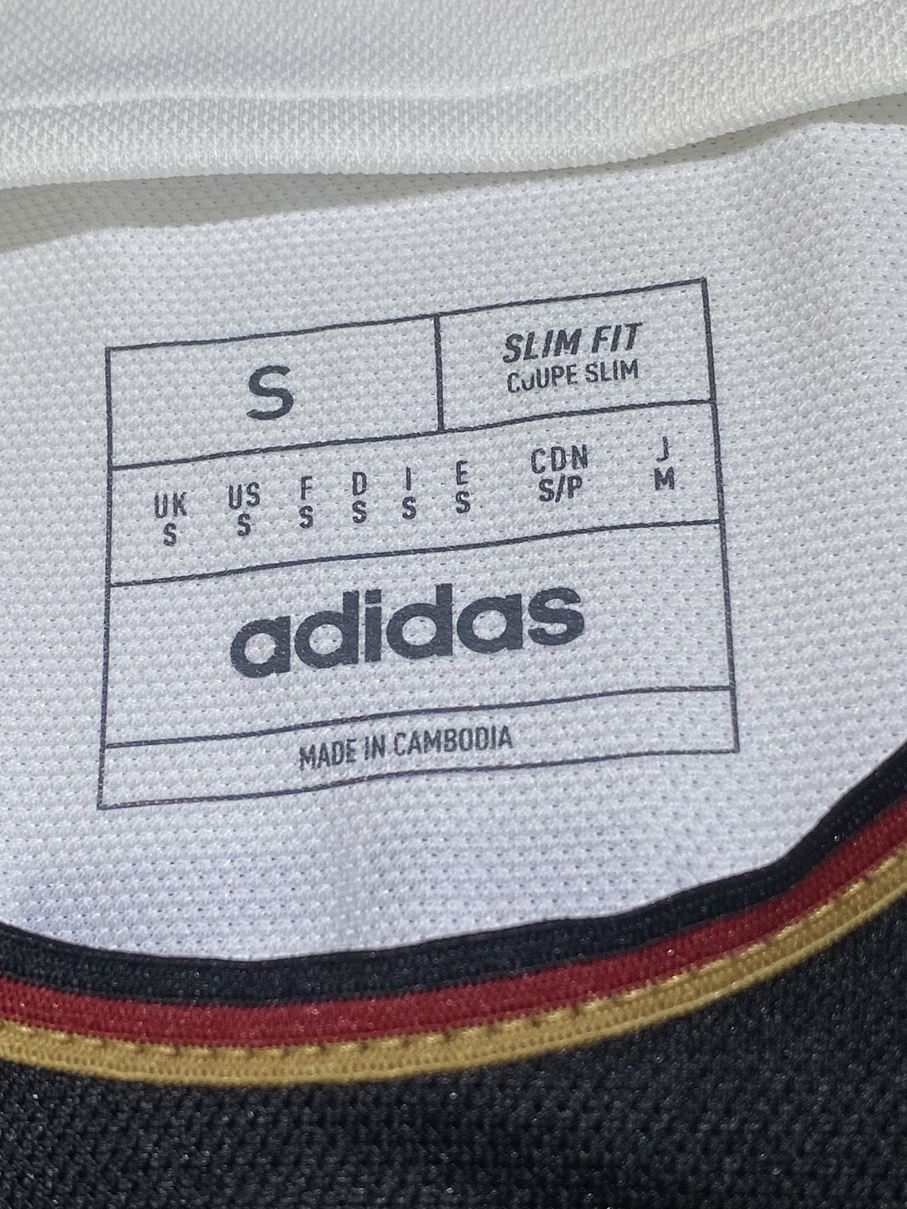 S
SLIM FIT
COUPE SLIM
UK US F D I E CDN J
S S S S S S S/P M
adidas
MADE IN CAMBODIA